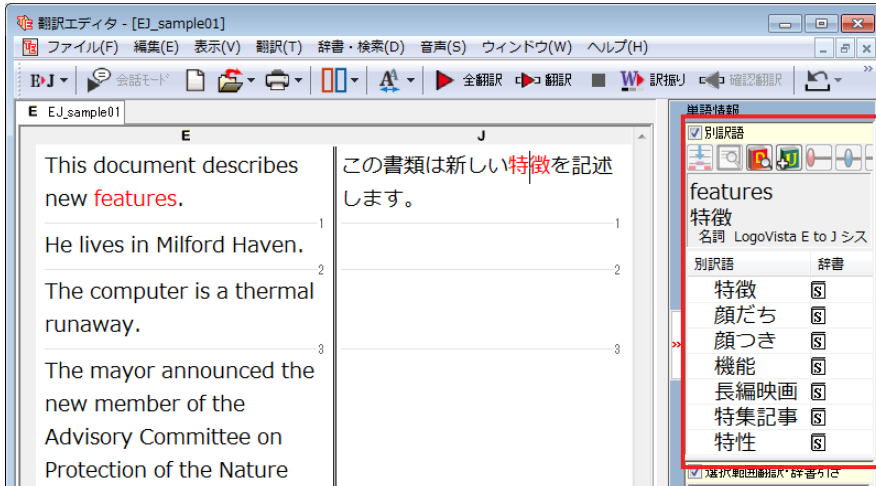 翻訳エディタ - [EJ_sample01]
ファイル(F) 編集(E) 表示(V) 翻訳(T) 辞書・検索(D) 音声(S) ウィンドウ(W) ヘルプ(H)
E▸J 会話モード 全翻訳 翻訳 訳振り 確認翻訳
E EJ_sample01
E
J
This document describes
new features.
1
He lives in Milford Haven.
2
The computer is a thermal
runaway.
3
The mayor announced the
new member of the
Advisory Committee on
Protection of the Nature
この書類は新しい特徴を記述
します。
1
2
3
単語情報
別訳語
features
特徴
名詞 LogoVista E to J シス
別訳語 辞書
特徴 S
顔だち S
顔つき S
機能 S
長編映画 S
特集記事 S
特性 S
選択範囲翻訳・辞書引き